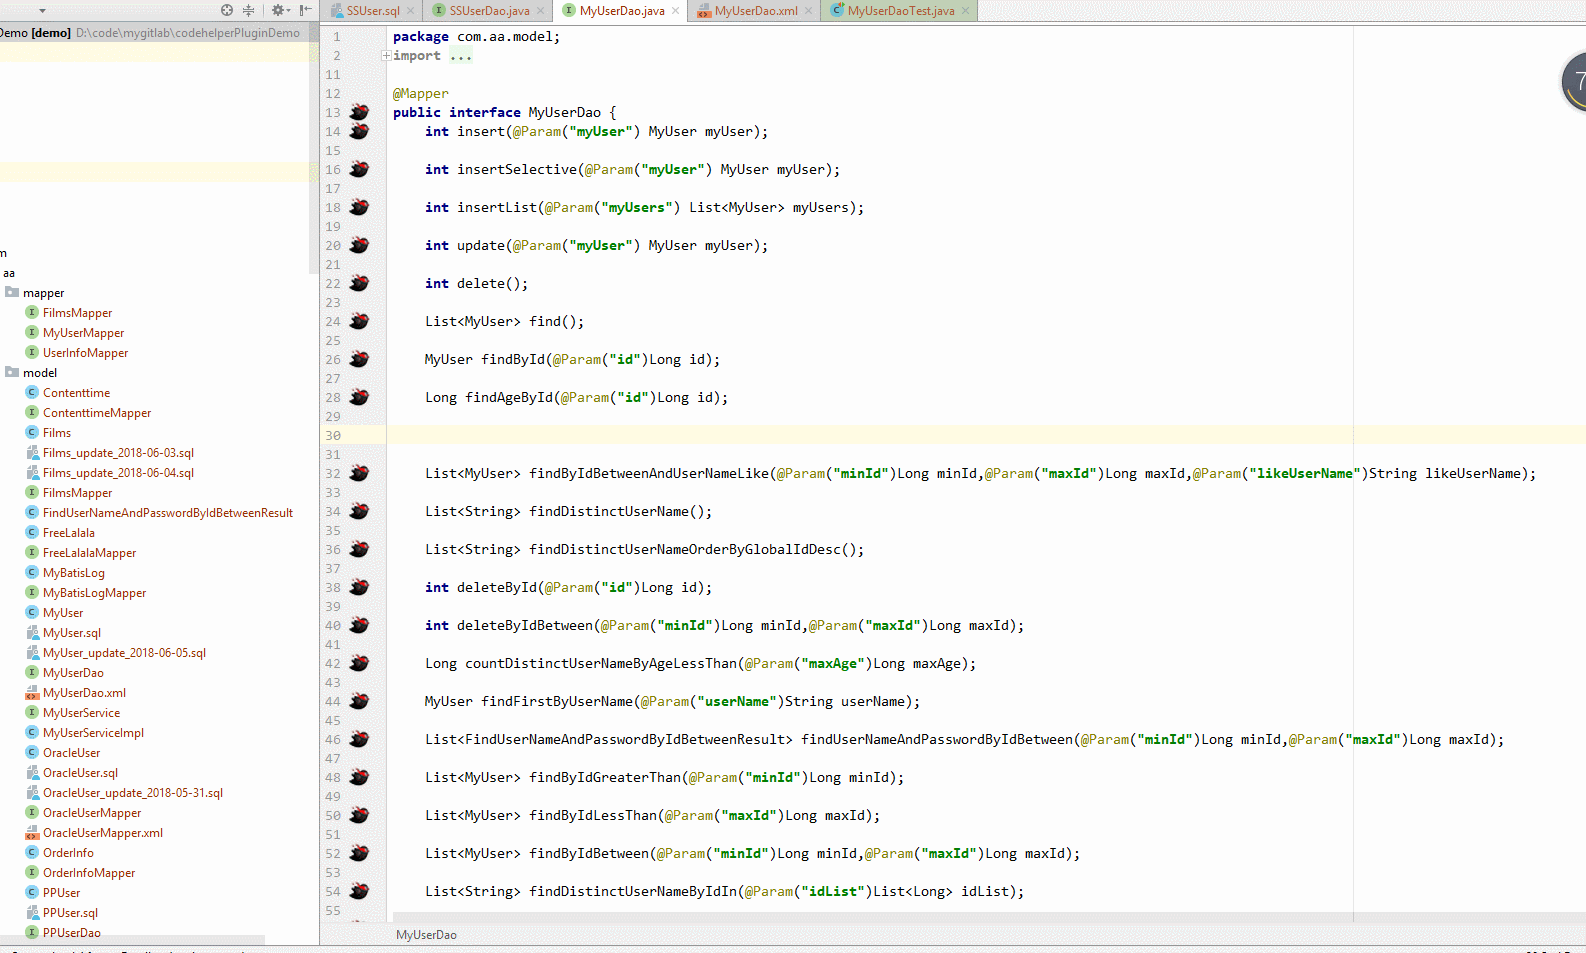 SSUser.sql SSUserDao.java MyUserDao.java MyUserDao.xml MyUserDaoTest.java
Demo [demo] D:\code\mygitlab\codehelperPluginDemo
m
aa
mapper
FilmsMapper
MyUserMapper
UserInfoMapper
model
Contenttime
ContenttimeMapper
Films
Films_update_2018-06-03.sql
Films_update_2018-06-04.sql
FilmsMapper
FindUserNameAndPasswordByIdBetweenResult
FreeLalala
FreeLalalaMapper
MyBatisLog
MyBatisLogMapper
MyUser
MyUser.sql
MyUser_update_2018-06-05.sql
MyUserDao
MyUserDao.xml
MyUserService
MyUserServiceImpl
OracleUser
OracleUser.sql
OracleUser_update_2018-05-31.sql
OracleUserMapper
OracleUserMapper.xml
OrderInfo
OrderInfoMapper
PPUser
PPUser.sql
PPUserDao
1 package com.aa.model;
2 import ...
11
12 @Mapper
13 public interface MyUserDao {
14 int insert(@Param("myUser") MyUser myUser);
15
16 int insertSelective(@Param("myUser") MyUser myUser);
17
18 int insertList(@Param("myUsers") List<MyUser> myUsers);
19
20 int update(@Param("myUser") MyUser myUser);
21
22 int delete();
23
24 List<MyUser> find();
25
26 MyUser findById(@Param("id")Long id);
27
28 Long findAgeById(@Param("id")Long id);
29
30
31
32 List<MyUser> findByIdBetweenAndUserNameLike(@Param("minId")Long minId,@Param("maxId")Long maxId,@Param("likeUserName")String likeUserName);
33
34 List<String> findDistinctUserName();
35
36 List<String> findDistinctUserNameOrderByGlobalIdDesc();
37
38 int deleteById(@Param("id")Long id);
39
40 int deleteByIdBetween(@Param("minId")Long minId,@Param("maxId")Long maxId);
41
42 Long countDistinctUserNameByAgeLessThan(@Param("maxAge")Long maxAge);
43
44 MyUser findFirstByUserName(@Param("userName")String userName);
45
46 List<FindUserNameAndPasswordByIdBetweenResult> findUserNameAndPasswordByIdBetween(@Param("minId")Long minId,@Param("maxId")Long maxId);
47
48 List<MyUser> findByIdGreaterThan(@Param("minId")Long minId);
49
50 List<MyUser> findByIdLessThan(@Param("maxId")Long maxId);
51
52 List<MyUser> findByIdBetween(@Param("minId")Long minId,@Param("maxId")Long maxId);
53
54 List<String> findDistinctUserNameByIdIn(@Param("idList")List<Long> idList);
55
MyUserDao
7